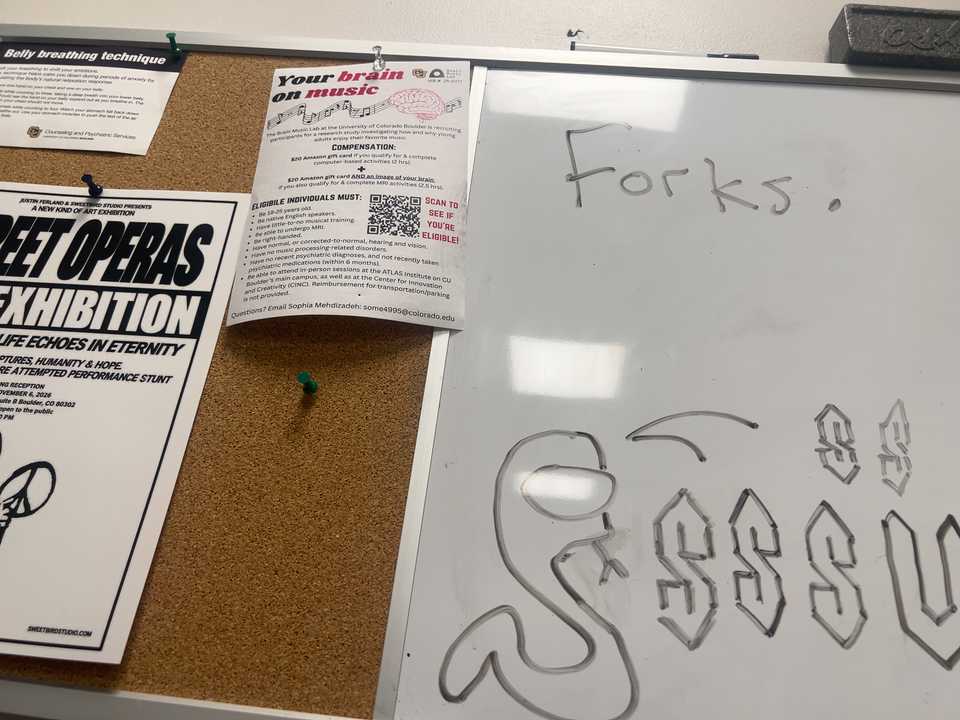 Belly breathing technique
Counseling and Psychiatric Services
JUSTIN FERLAND & SWEETBIRD STUDIO PRESENTS
A NEW KIND OF ART EXHIBITION
EET OPERAS
EXHIBITION
LIFE ECHOES IN ETERNITY
PTURES, HUMANITY & HOPE.
RE ATTEMPTED PERFORMANCE STUNT
NG RECEPTION
OVEMBER 6, 2026
uite B Boulder, CO 80302
open to the public
PM
SWEETBIRDSTUDIO.COM
Your brain
on music
The Brain Music Lab at the University of Colorado Boulder is recruiting
participants for a research study investigating how and why young
adults enjoy their favorite music.
COMPENSATION:
$20 Amazon gift card if you qualify for & complete
computer-based activities (2 hrs).
+
$20 Amazon gift card AND an image of your brain,
if you also qualify for & complete MRI activities (2.5 hrs).
ELIGIBLE INDIVIDUALS MUST:
• Be 18-25 years old.
• Be native English speakers.
• Have little-to-no musical training.
• Be able to undergo MRI.
• Be right-handed.
• Have normal, or corrected-to-normal, hearing and vision.
• Have no music processing-related disorders.
• Have no recent psychiatric diagnoses, and not recently taken
psychiatric medications (within 6 months).
• Be able to attend in-person sessions at the ATLAS Institute on CU
Boulder's main campus, as well as at the Center for Innovation
and Creativity (CINC). Reimbursement for transportation/parking
is not provided.
SCAN TO
SEE IF
YOU'RE
ELIGIBLE!
Questions? Email Sophia Mehdizadeh: some4995@colorado.edu
Forks.
S S S U